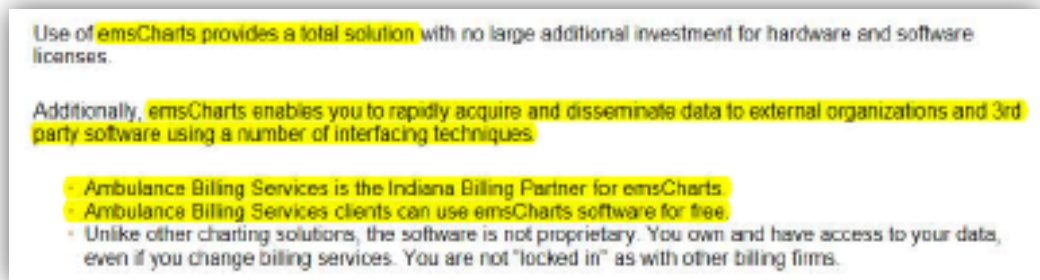 Use of emsCharts provides a total solution with no large additional investment for hardware and software
licenses.
Additionally, emsCharts enables you to rapidly acquire and disseminate data to external organizations and 3rd
party software using a number of interfacing techniques.
- Ambulance Billing Services is the Indiana Billing Partner for emsCharts.
- Ambulance Billing Services clients can use emsCharts software for free.
- Unlike other charting solutions, the software is not proprietary. You own and have access to your data,
even if you change billing services. You are not "locked in" as with other billing firms.